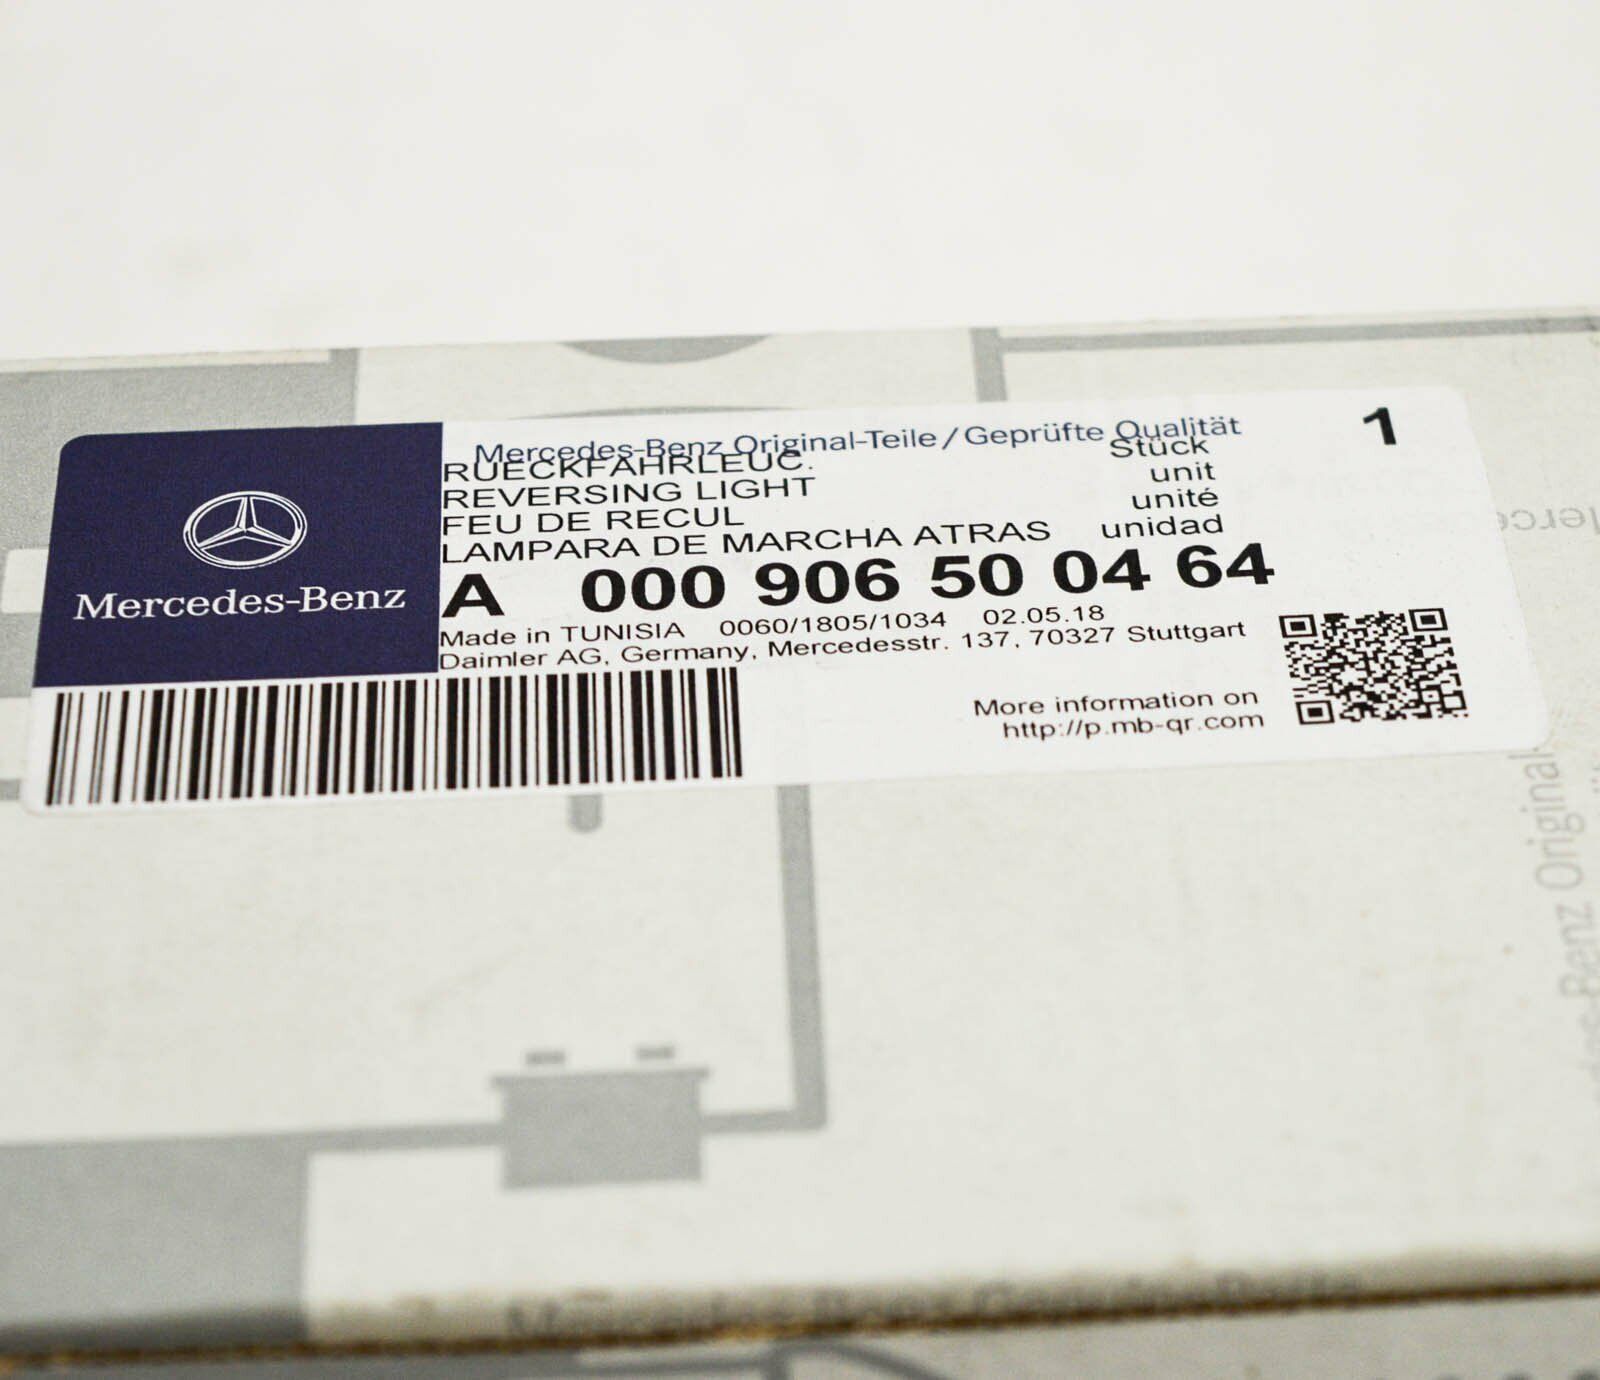 Mercedes-Benz Original-Teile / Geprüfte Qualität
1
RUECKFAHRLEUC. Stück
REVERSING LIGHT unit
FEU DE RECUL unité
LAMPARA DE MARCHA ATRAS unidad
A 000 906 50 04 64
Made in TUNISIA 0060/1805/1034 02.05.18
Daimler AG, Germany, Mercedesstr. 137, 70327 Stuttgart
Mercedes-Benz
More information on
http://p.mb-qr.com
Benz Original